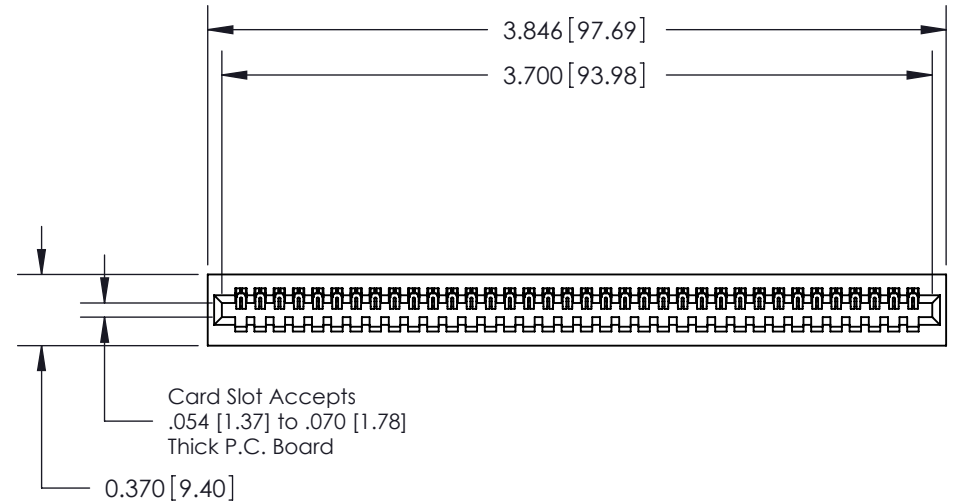 3.846 [97.69]
3.700 [93.98]
Card Slot Accepts
.054 [1.37] to .070 [1.78]
Thick P.C. Board
0.370 [9.40]